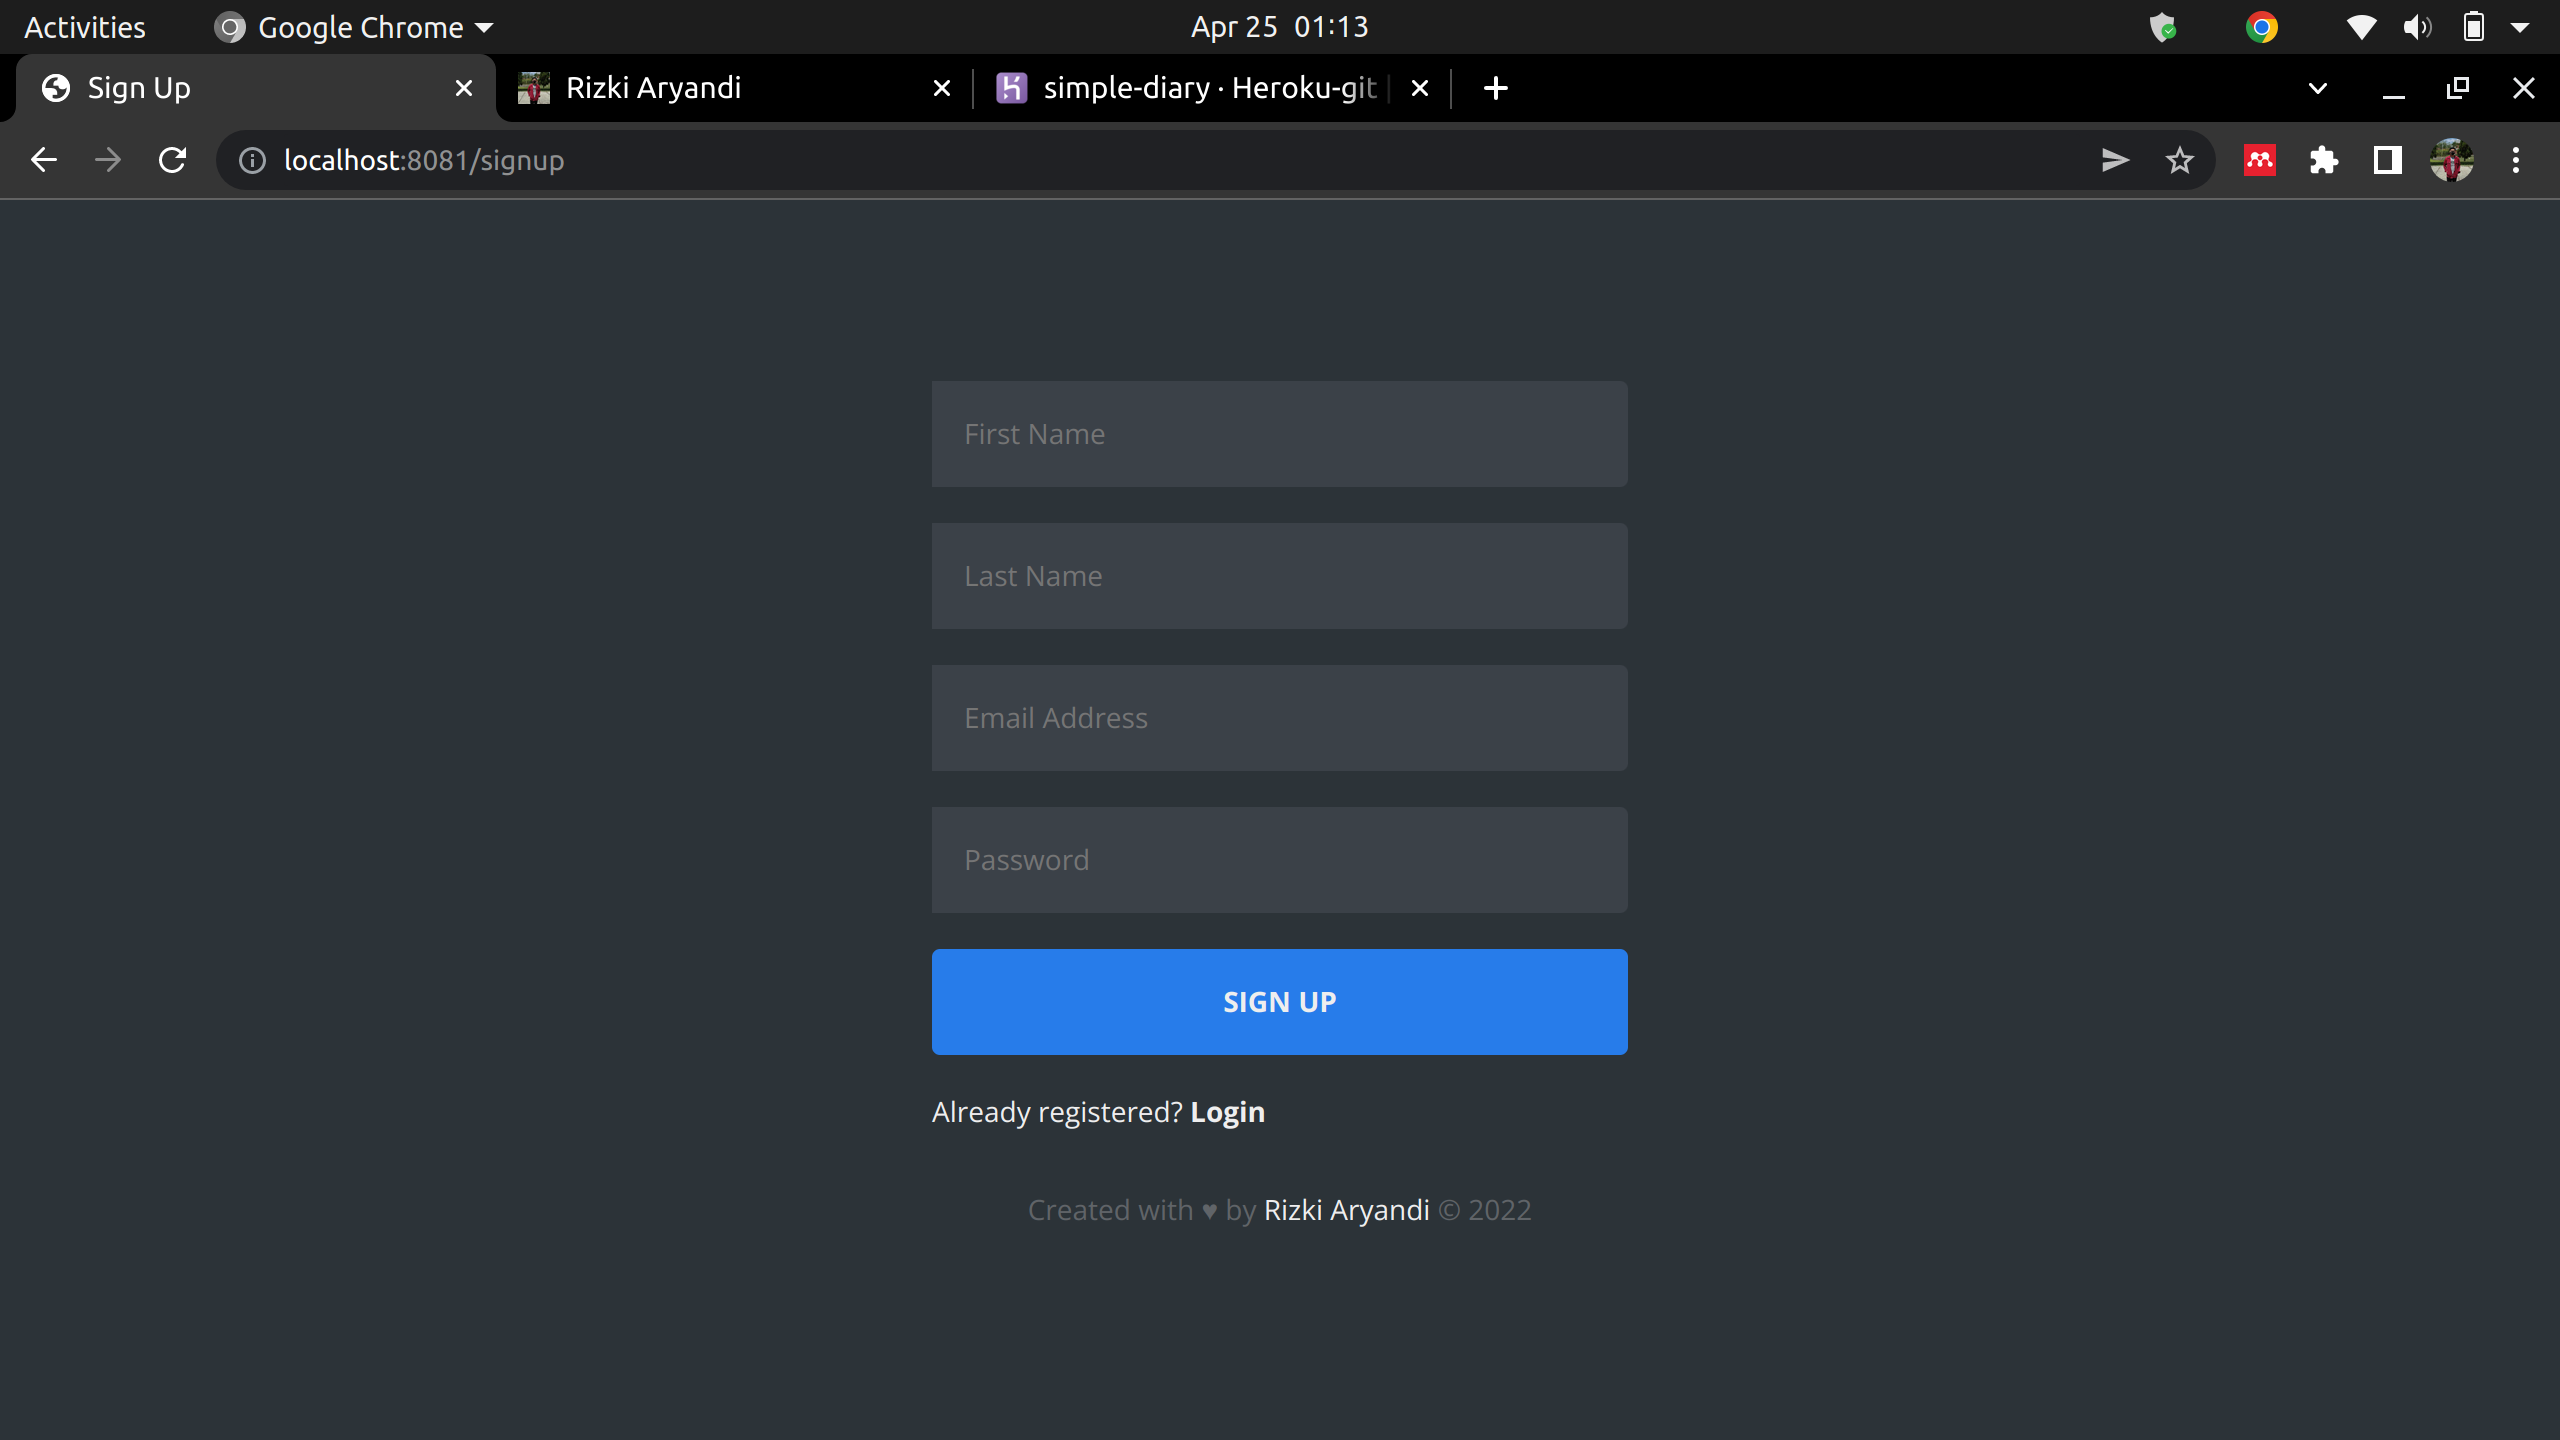 Activities
Google Chrome
Apr 25 01:13
Sign Up
Rizki Aryandi
simple-diary · Heroku-git
localhost:8081/signup
First Name
Last Name
Email Address
Password
SIGN UP
Already registered? Login
Created with ♥ by Rizki Aryandi © 2022